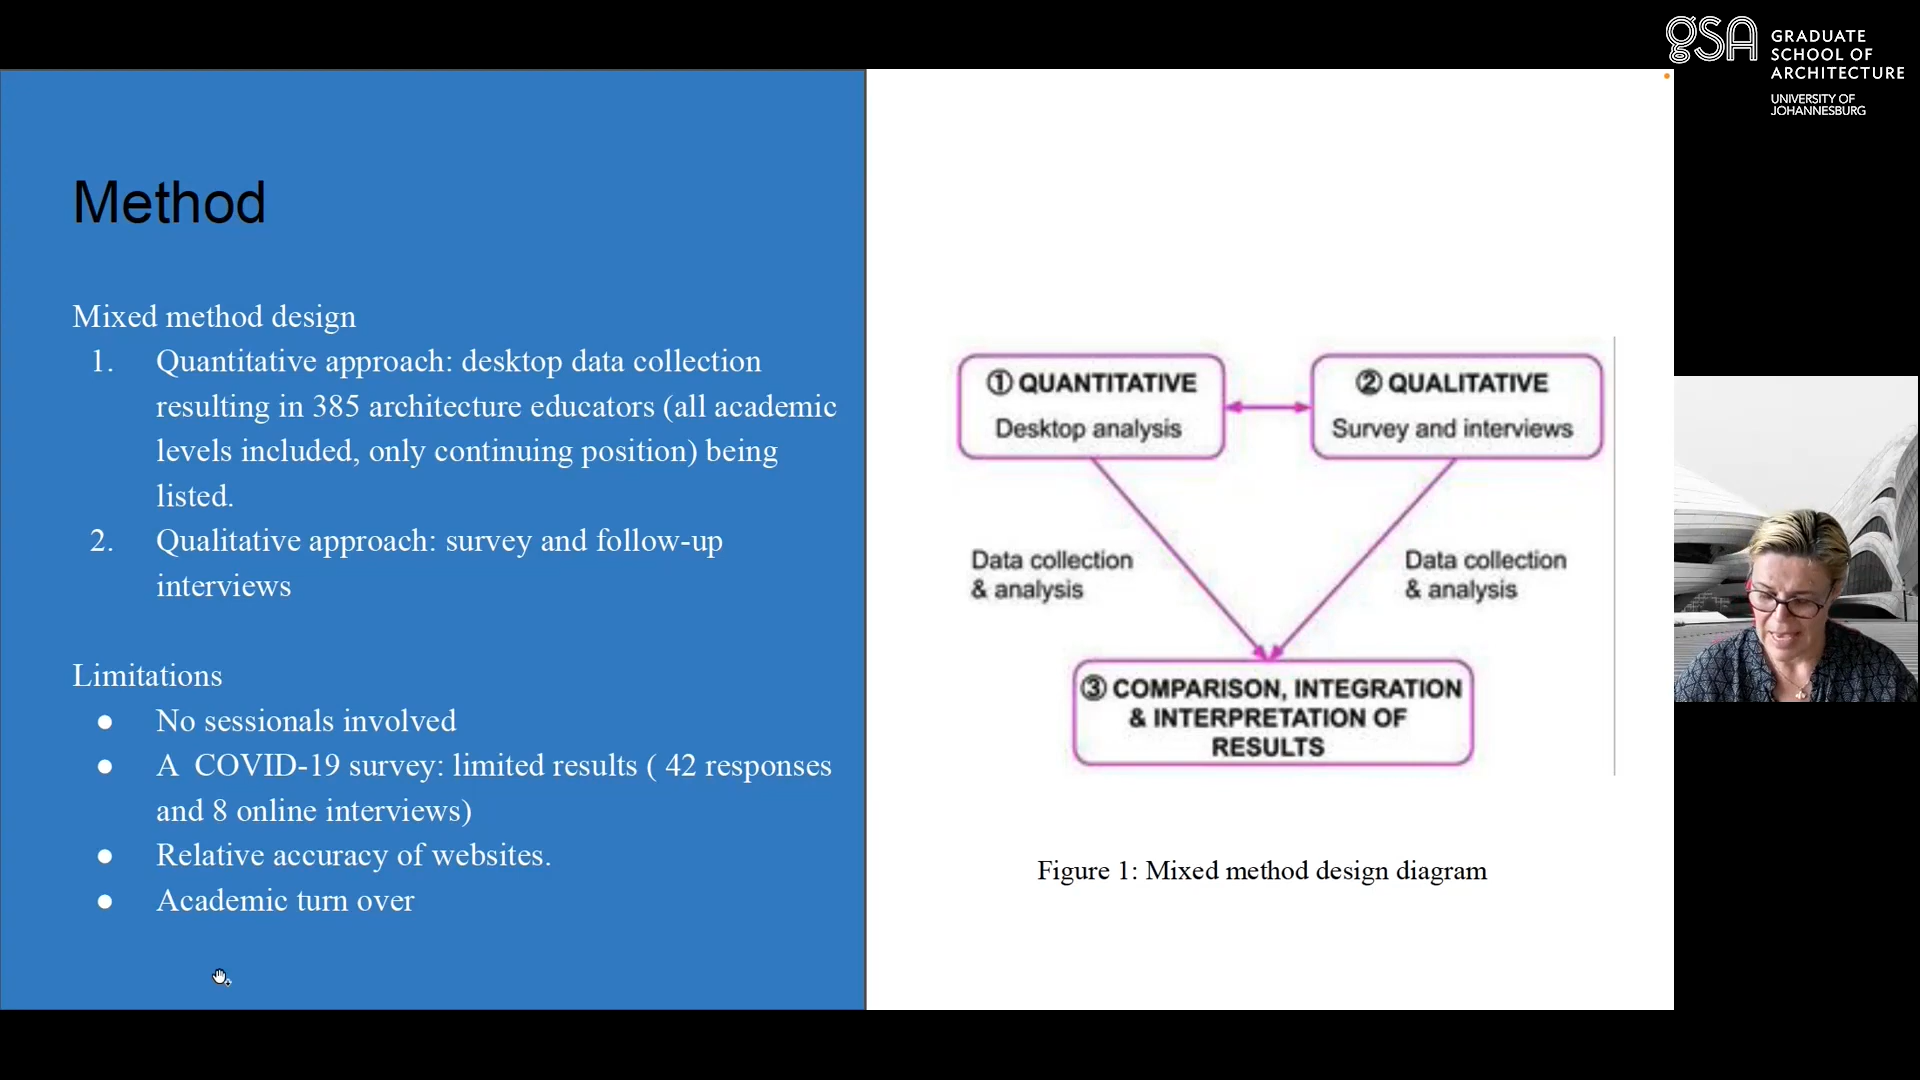 gsa
GRADUATE
SCHOOL OF
ARCHITECTURE
UNIVERSITY OF
JOHANNESBURG
Method
Mixed method design
1. Quantitative approach: desktop data collection
resulting in 385 architecture educators (all academic
levels included, only continuing position) being
listed.
2. Qualitative approach: survey and follow-up
interviews
Limitations
● No sessionals involved
● A COVID-19 survey: limited results ( 42 responses
and 8 online interviews)
● Relative accuracy of websites.
● Academic turn over
① QUANTITATIVE
Desktop analysis
② QUALITATIVE
Survey and interviews
Data collection
& analysis
Data collection
& analysis
③ COMPARISON, INTEGRATION
& INTERPRETATION OF
RESULTS
Figure 1: Mixed method design diagram